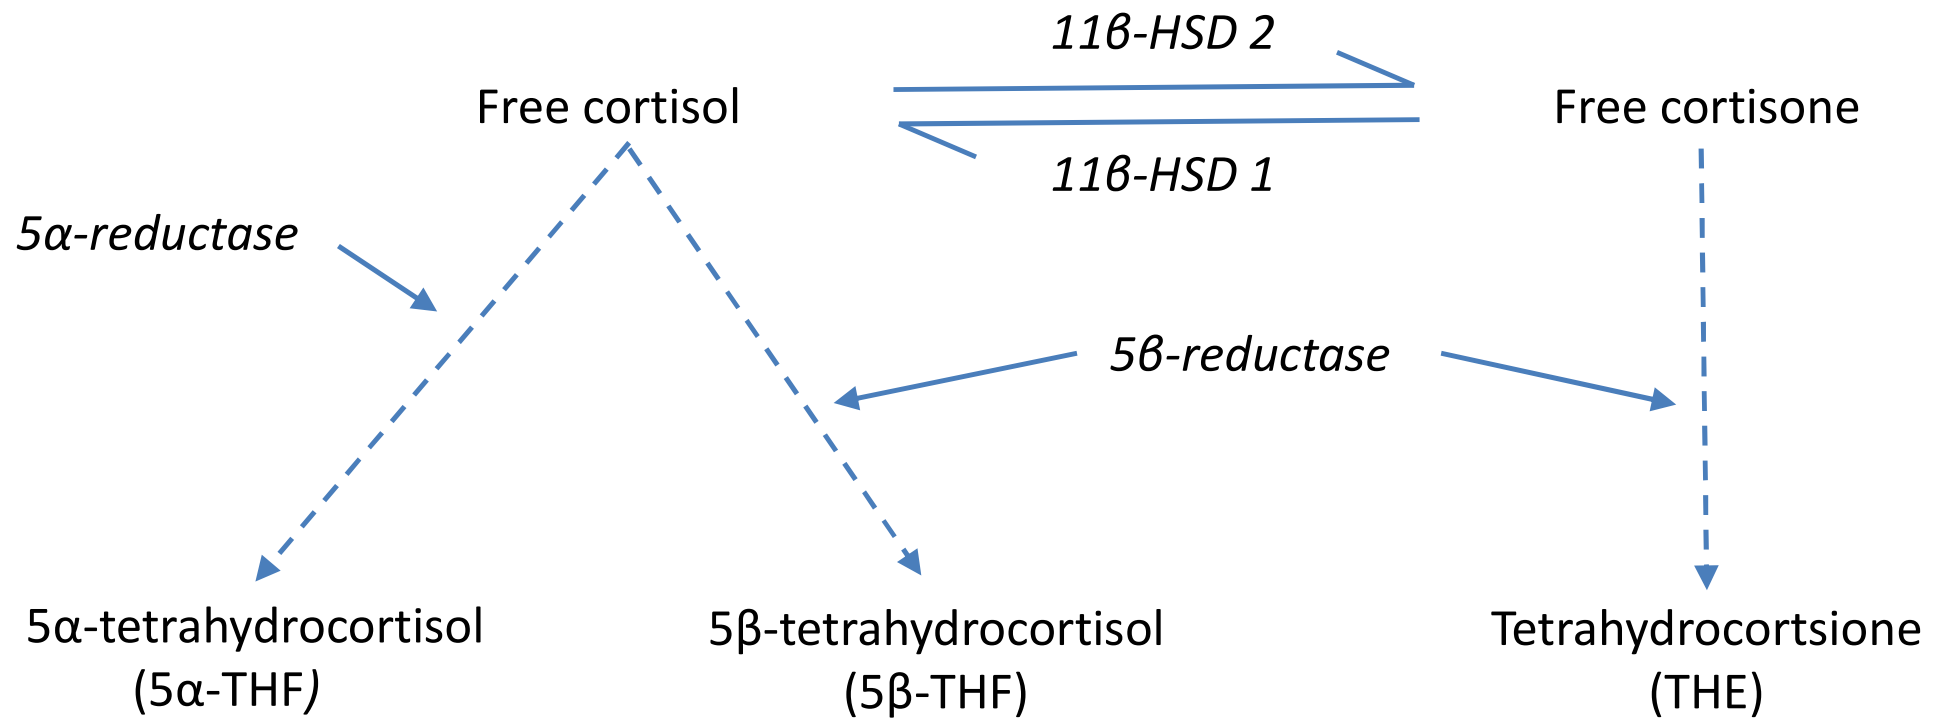 11β-HSD 2
Free cortisol
Free cortisone
11β-HSD 1
5α-reductase
5β-reductase
5α-tetrahydrocortisol
(5α-THF)
5β-tetrahydrocortisol
(5β-THF)
Tetrahydrocortsione
(THE)